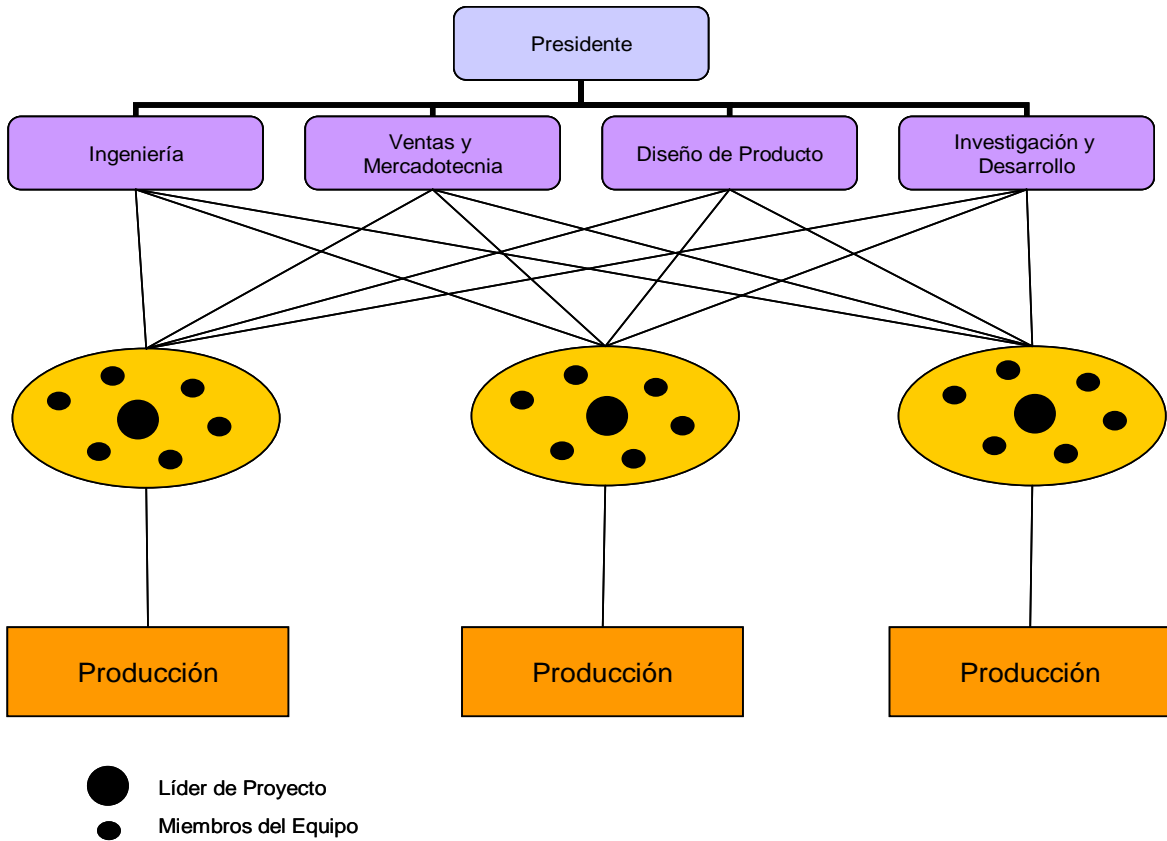 Presidente
Ingeniería
Ventas y
Mercadotecnia
Diseño de Producto
Investigación y
Desarrollo
Producción
Producción
Producción
Líder de Proyecto
Miembros del Equipo